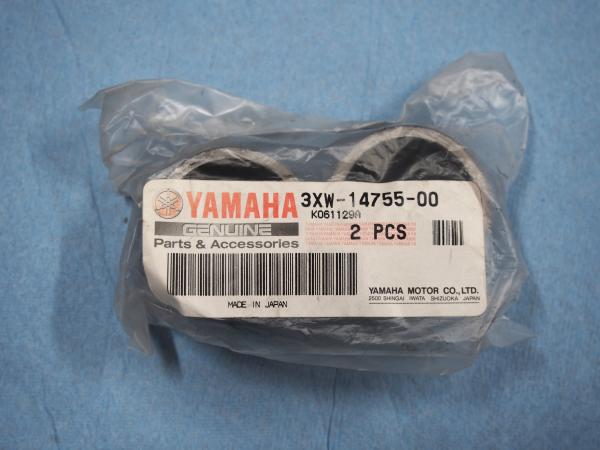 YAMAHA 3XW-14755-00
K061129A
GENUINE
2 PCS
Parts & Accessories
YAMAHA MOTOR CO., LTD.
2500 SHINGAI IWATA SHIZUOKA JAPAN
MADE IN JAPAN